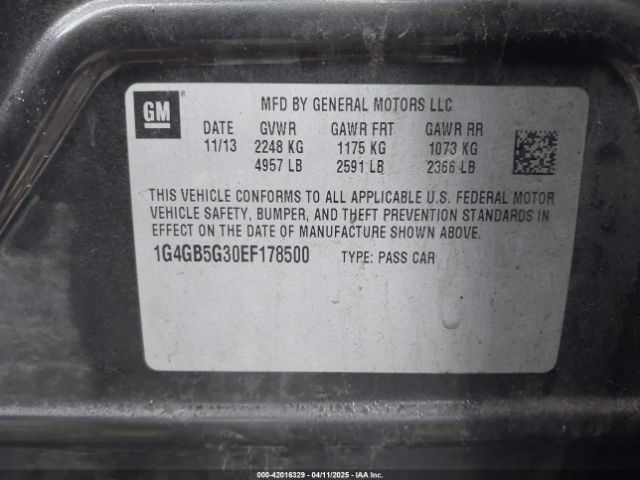 GM ® MFD BY GENERAL MOTORS LLC
DATE GVWR GAWR FRT GAWR RR
11/13 2248 KG 1175 KG 1073 KG
4957 LB 2591 LB 2366 LB
THIS VEHICLE CONFORMS TO ALL APPLICABLE U.S. FEDERAL MOTOR
VEHICLE SAFETY, BUMPER, AND THEFT PREVENTION STANDARDS IN
EFFECT ON THE DATE OF MANUFACTURE SHOWN ABOVE.
1G4GB5G30EF178500 TYPE: PASS CAR
000-42016329 - 04/11/2025 - IAA Inc.